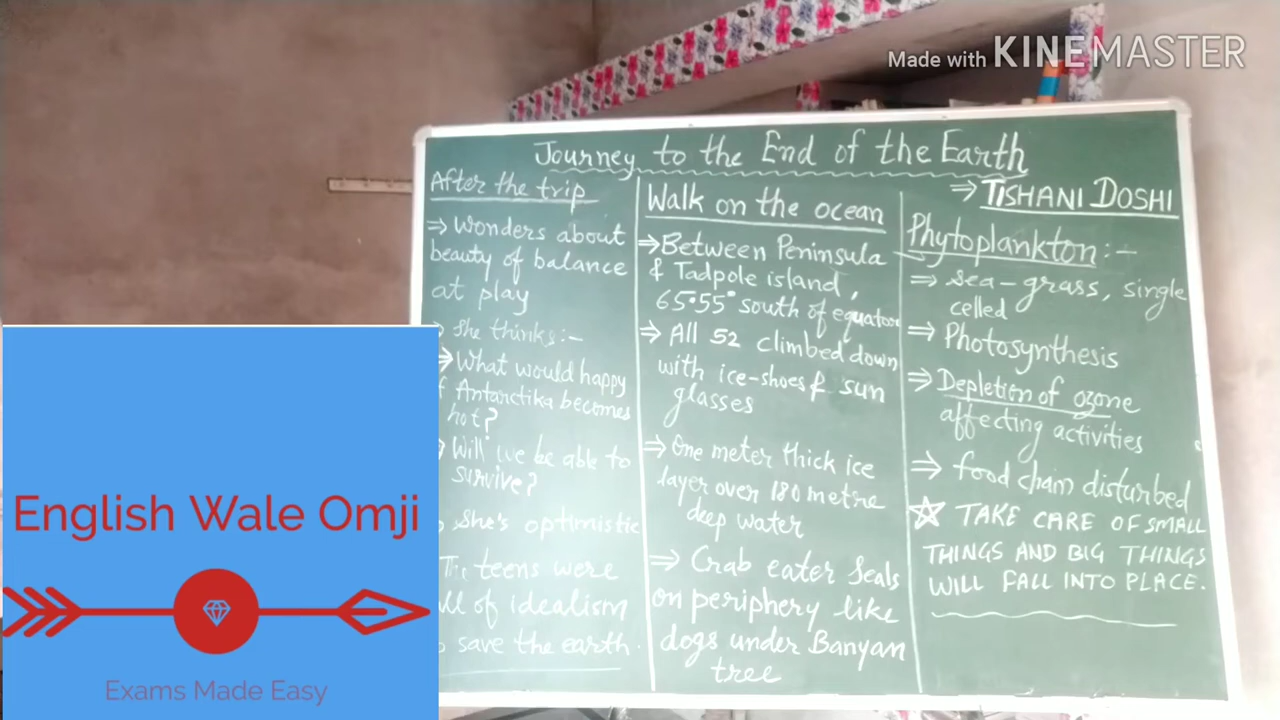 Made with KINEMASTER
Journey to the End of the Earth
⇒ TISHANI DOSHI
After the trip
⇒ Wonders about
beauty of balance
at play
She thinks:-
⇒ What would happy
f Antarctika becomes
hot?
Will we be able to
survive?
She's optimistic
The teens were
ll of idealism
save the earth.
Walk on the ocean
⇒ Between Peninsula
& Tadpole island,
65.55° south of equator
⇒ All 52 climbed down
with ice-shoes & sun
glasses
⇒ One meter thick ice
layer over 180 metre
deep water
⇒ Crab eater Seals
on periphery like
dogs under Banyan
tree
Phytoplankton:-
⇒ sea-grass, single
celled
⇒ Photosynthesis
⇒ Depletion of ozone
affecting activities
⇒ food chain disturbed
☆ TAKE CARE OF SMALL
THINGS AND BIG THINGS
WILL FALL INTO PLACE.
English Wale Omji
Exams Made Easy